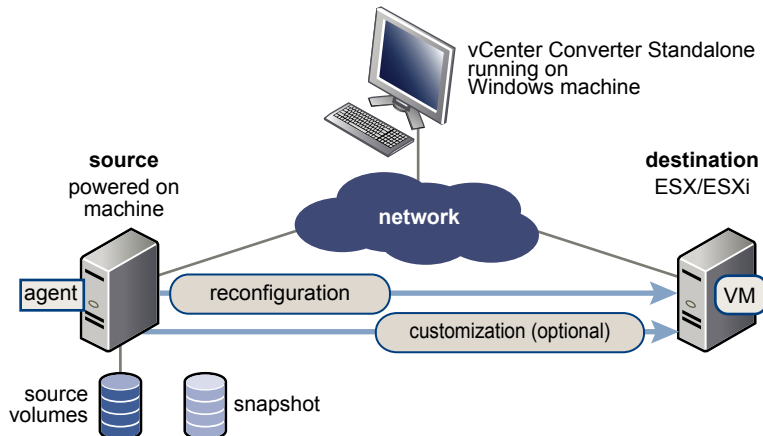 vCenter Converter Standalone
running on
Windows machine
source
powered on
machine
destination
ESX/ESXi
network
agent
reconfiguration
VM
customization (optional)
source
volumes
snapshot